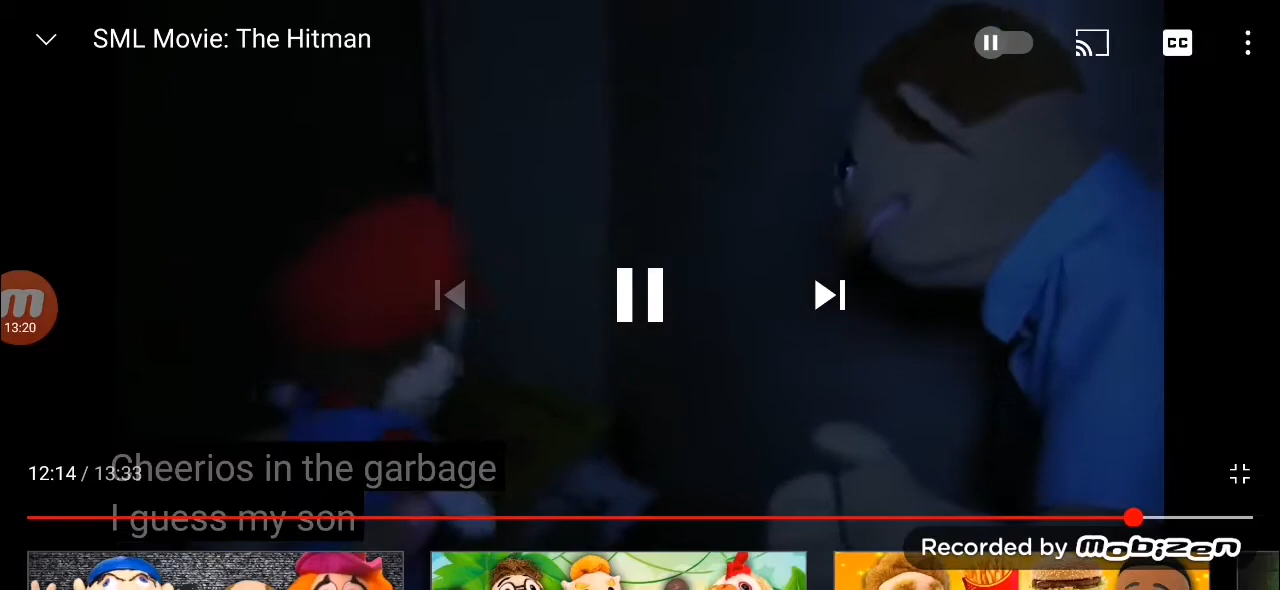 SML Movie: The Hitman
CC
m
13:20
Cheerios in the garbage
12:14 / 13:33
I guess my son
Recorded by mobizen